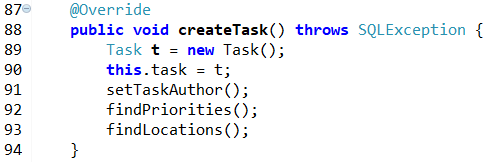 87 @Override
88 public void createTask() throws SQLException {
89 Task t = new Task();
90 this.task = t;
91 setTaskAuthor();
92 findPriorities();
93 findLocations();
94 }